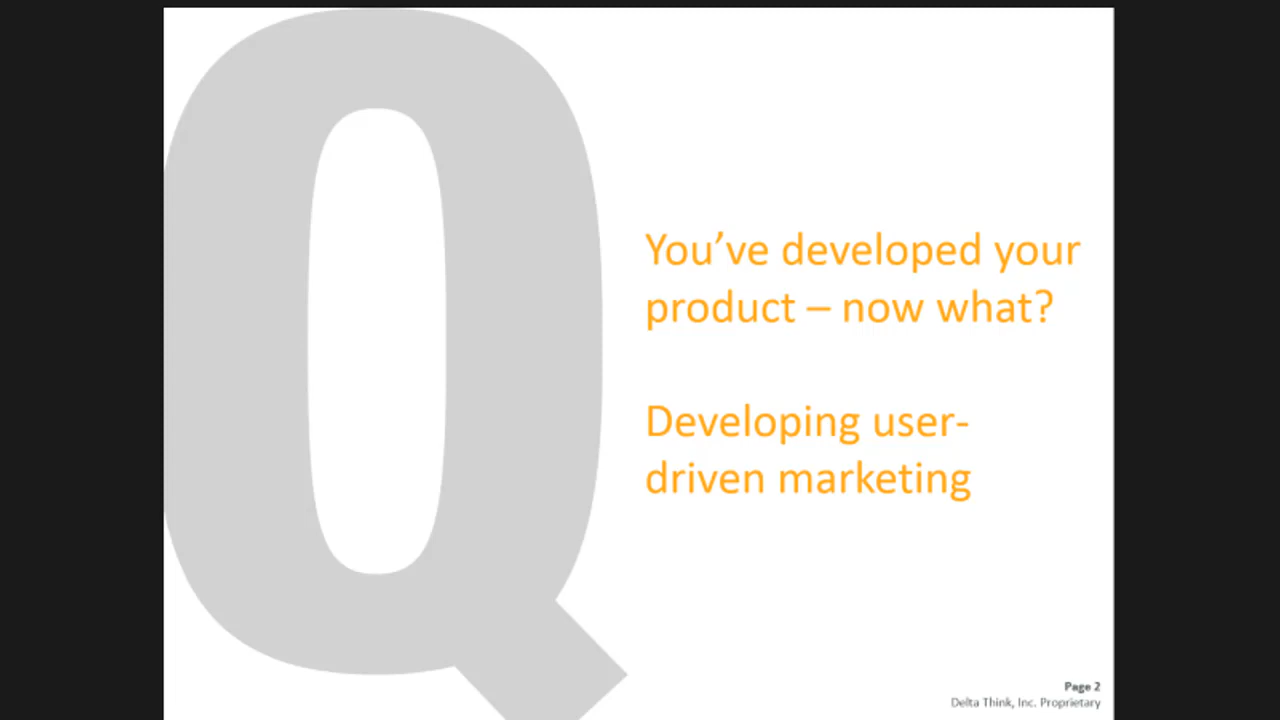 Q
You’ve developed your
product – now what?
Developing user-
driven marketing
Page 2
Delta Think, Inc. Proprietary